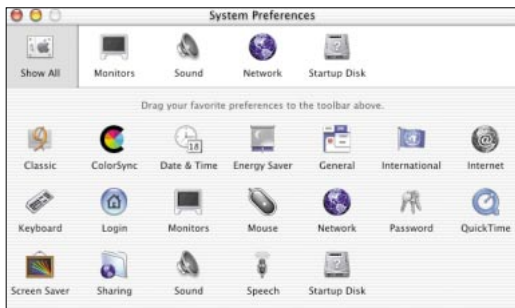 System Preferences
Show All Monitors Sound Network Startup Disk
Drag your favorite preferences to the toolbar above.
18
Classic ColorSync Date & Time Energy Saver General International Internet
Keyboard Login Monitors Mouse Network Password QuickTime
Screen Saver Sharing Sound Speech Startup Disk